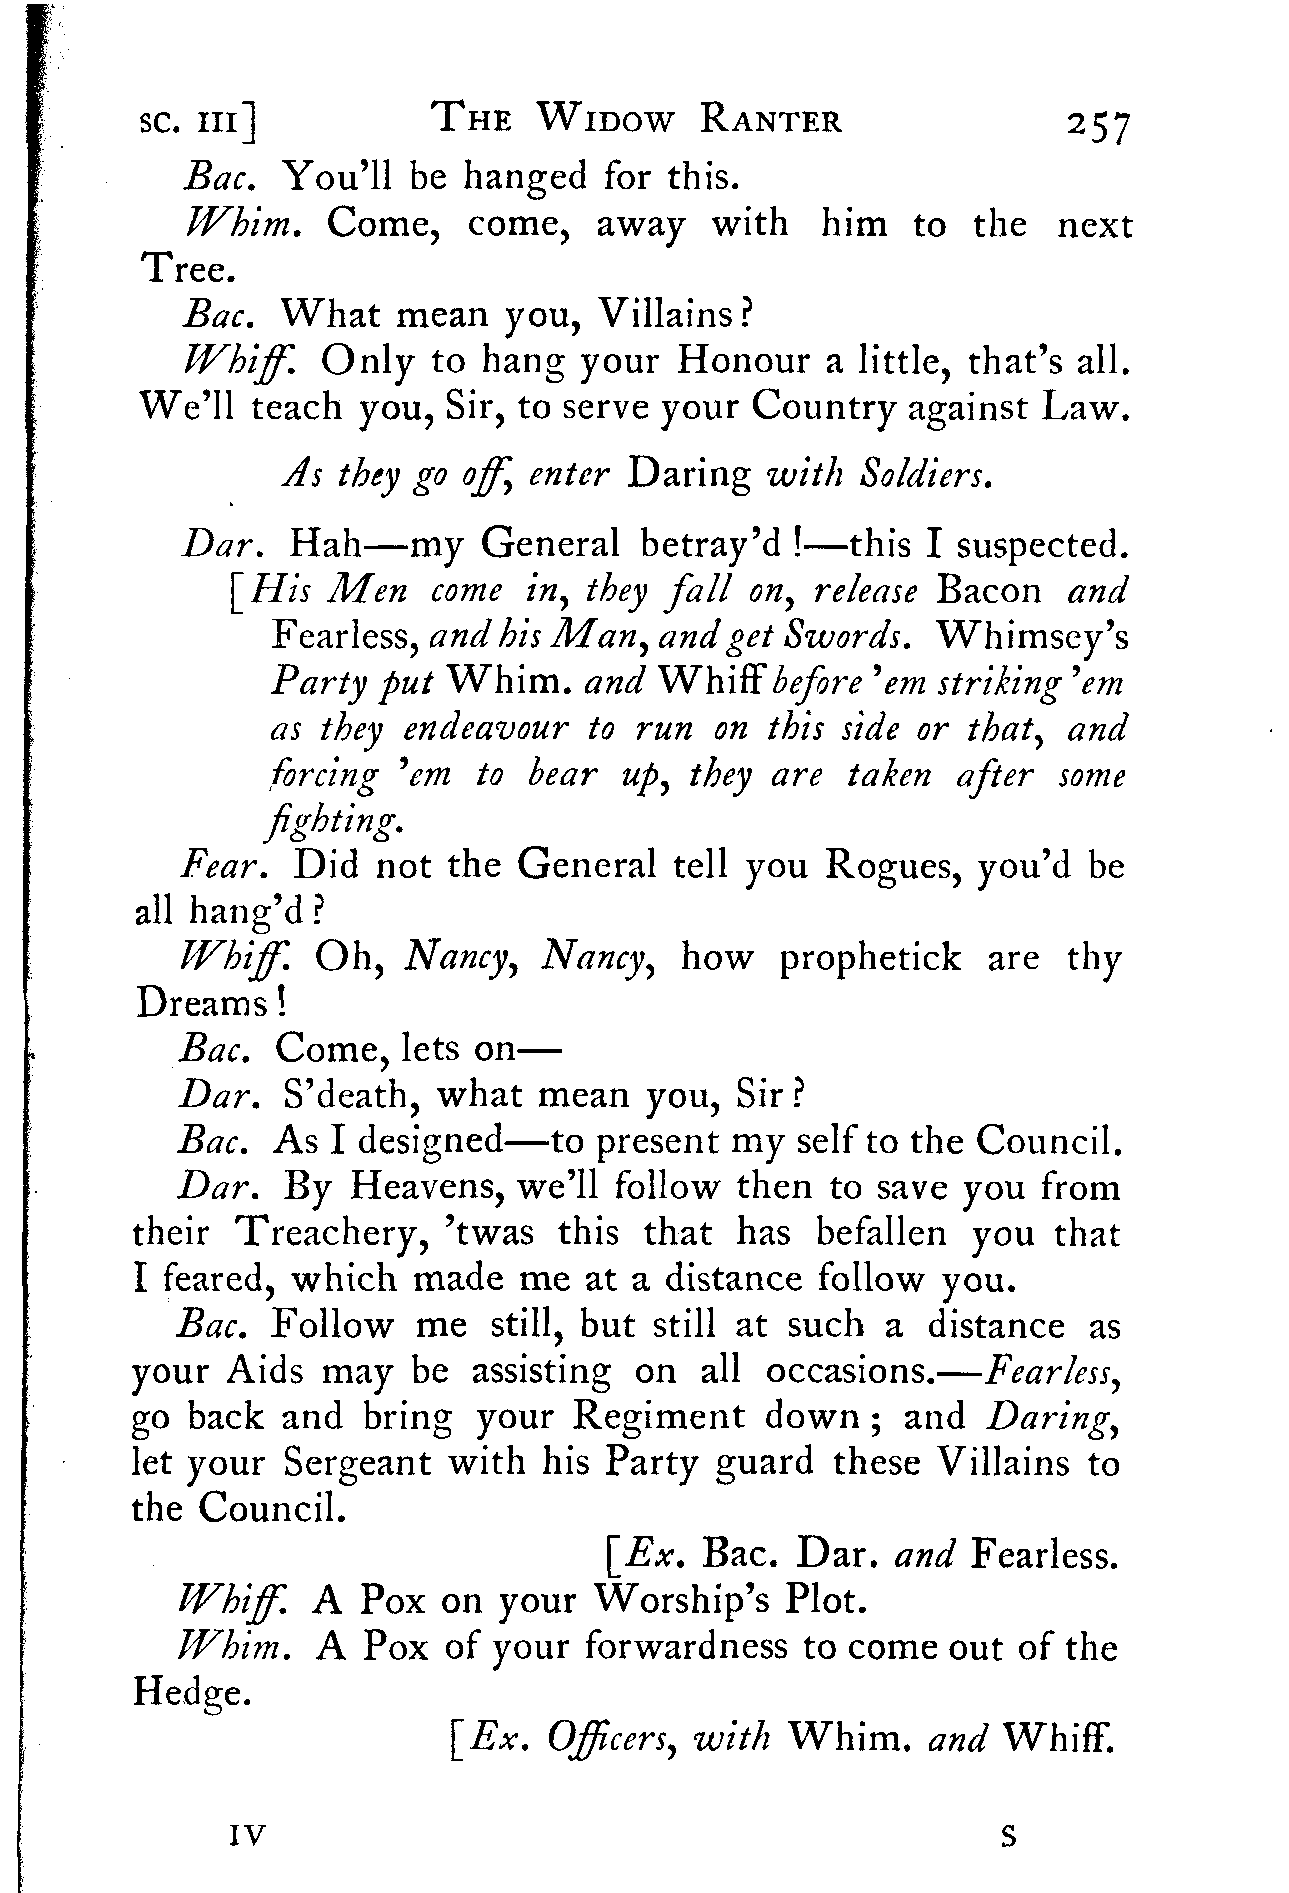 SC. III] THE WIDOW RANTER 257
Bac. You'll be hanged for this.
Whim. Come, come, away with him to the next
Tree.
Bac. What mean you, Villains?
Whiff. Only to hang your Honour a little, that's all.
We'll teach you, Sir, to serve your Country against Law.
As they go off, enter Daring with Soldiers.
Dar. Hah—my General betray'd!—this I suspected.
[His Men come in, they fall on, release Bacon and
Fearless, and his Man, and get Swords. Whimsey's
Party put Whim. and Whiff before 'em striking 'em
as they endeavour to run on this side or that, and
forcing 'em to bear up, they are taken after some
fighting.
Fear. Did not the General tell you Rogues, you'd be
all hang'd?
Whiff. Oh, Nancy, Nancy, how prophetick are thy
Dreams!
Bac. Come, lets on—
Dar. S'death, what mean you, Sir?
Bac. As I designed—to present my self to the Council.
Dar. By Heavens, we'll follow then to save you from
their Treachery, 'twas this that has befallen you that
I feared, which made me at a distance follow you.
Bac. Follow me still, but still at such a distance as
your Aids may be assisting on all occasions.—Fearless,
go back and bring your Regiment down; and Daring,
let your Sergeant with his Party guard these Villains to
the Council.
[Ex. Bac. Dar. and Fearless.
Whiff. A Pox on your Worship's Plot.
Whim. A Pox of your forwardness to come out of the
Hedge.
[Ex. Officers, with Whim. and Whiff.
IV S